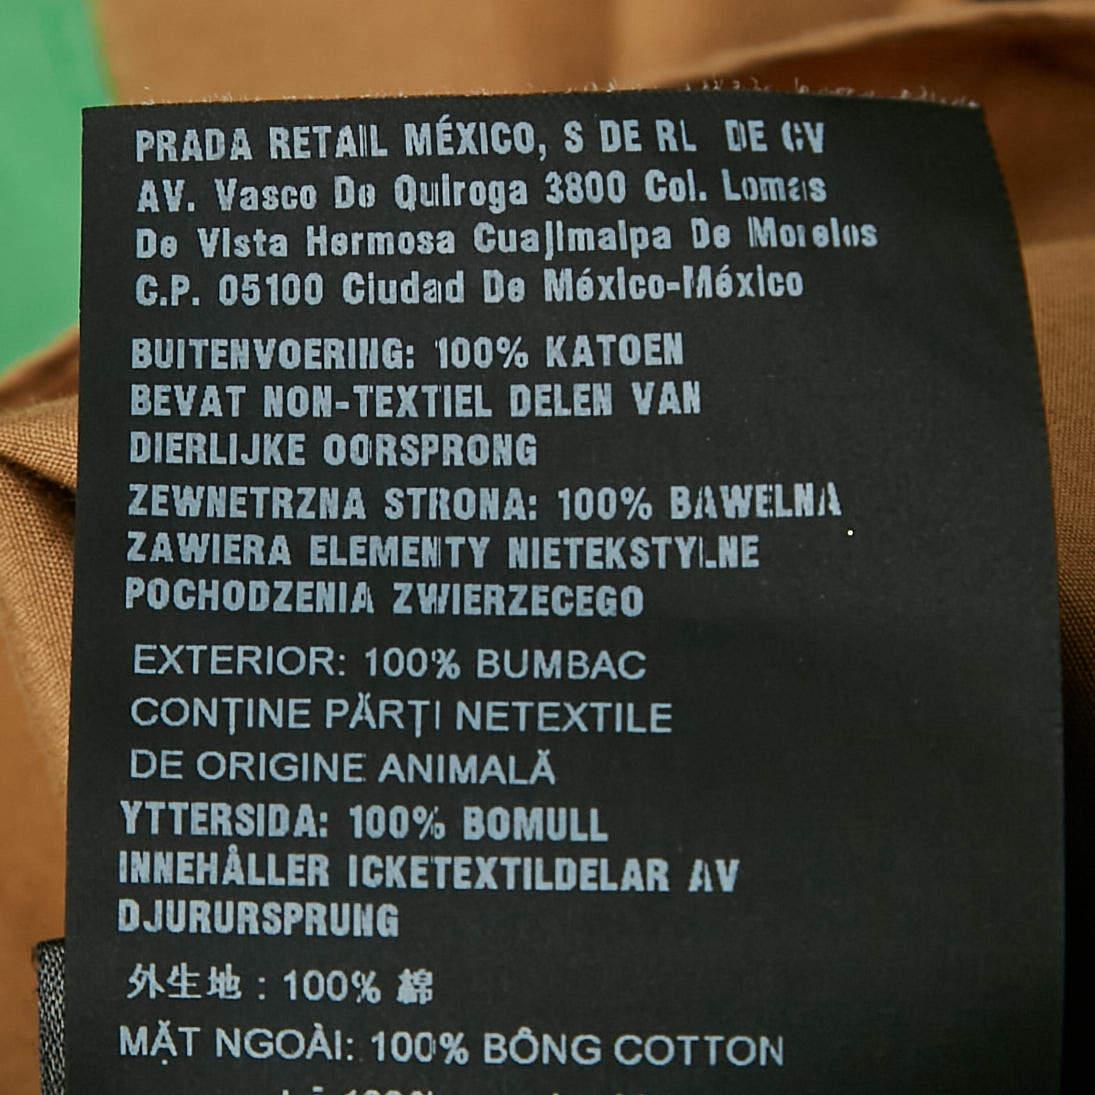 PRADA RETAIL MÉXICO, S DE RL DE CV
AV. Vasco De Quiroga 3800 Col. Lomas
De Vista Hermosa Cuajimalpa De Morelos
C.P. 05100 Ciudad De México-México
BUITENVOERING: 100% KATOEN
BEVAT NON-TEXTIEL DELEN VAN
DIERLIJKE OORSPRONG
ZEWNETRZNA STRONA: 100% BAWELNA
ZAWIERA ELEMENTY NIETEKSTYLNE
POCHODZENIA ZWIERZECEGO
EXTERIOR: 100% BUMBAC
CONȚINE PĂRȚI NETEXTILE
DE ORIGINE ANIMALĂ
YTTERSIDA: 100% BOMULL
INNEHÅLLER ICKETEXTILDELAR AV
DJURURSPRUNG
外生地 : 100% 綿
MẶT NGOÀI: 100% BÔNG COTTON